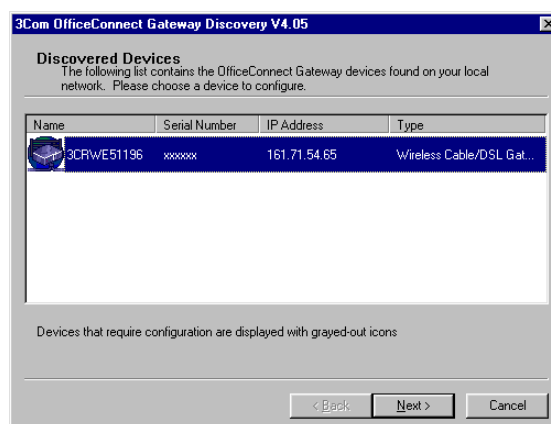 3Com OfficeConnect Gateway Discovery V4.05
Discovered Devices
The following list contains the OfficeConnect Gateway devices found on your local
network. Please choose a device to configure.
Name Serial Number IP Address Type
3CRWE51196 xxxxxx 161.71.54.65 Wireless Cable/DSL Gat...
Devices that require configuration are displayed with grayed-out icons
< Back Next > Cancel